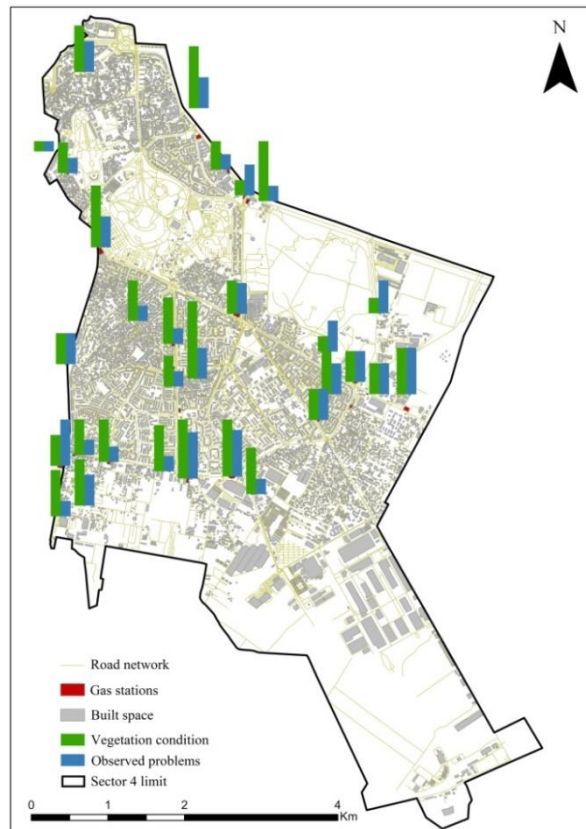 N
Road network
Gas stations
Built space
Vegetation condition
Observed problems
Sector 4 limit
0 1 2 4
Km